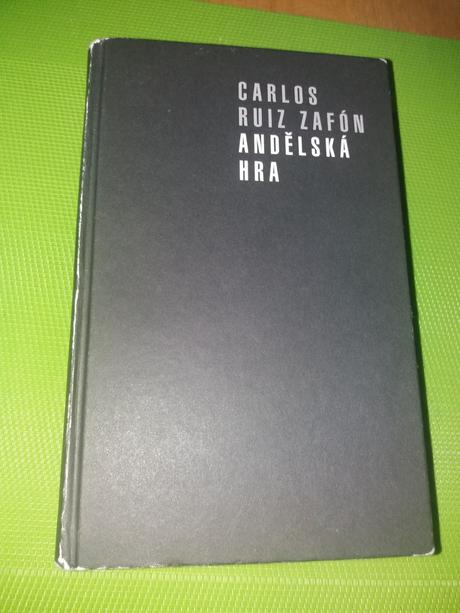 CARLOS
RUIZ ZAFÓN
ANDĚLSKÁ
HRA